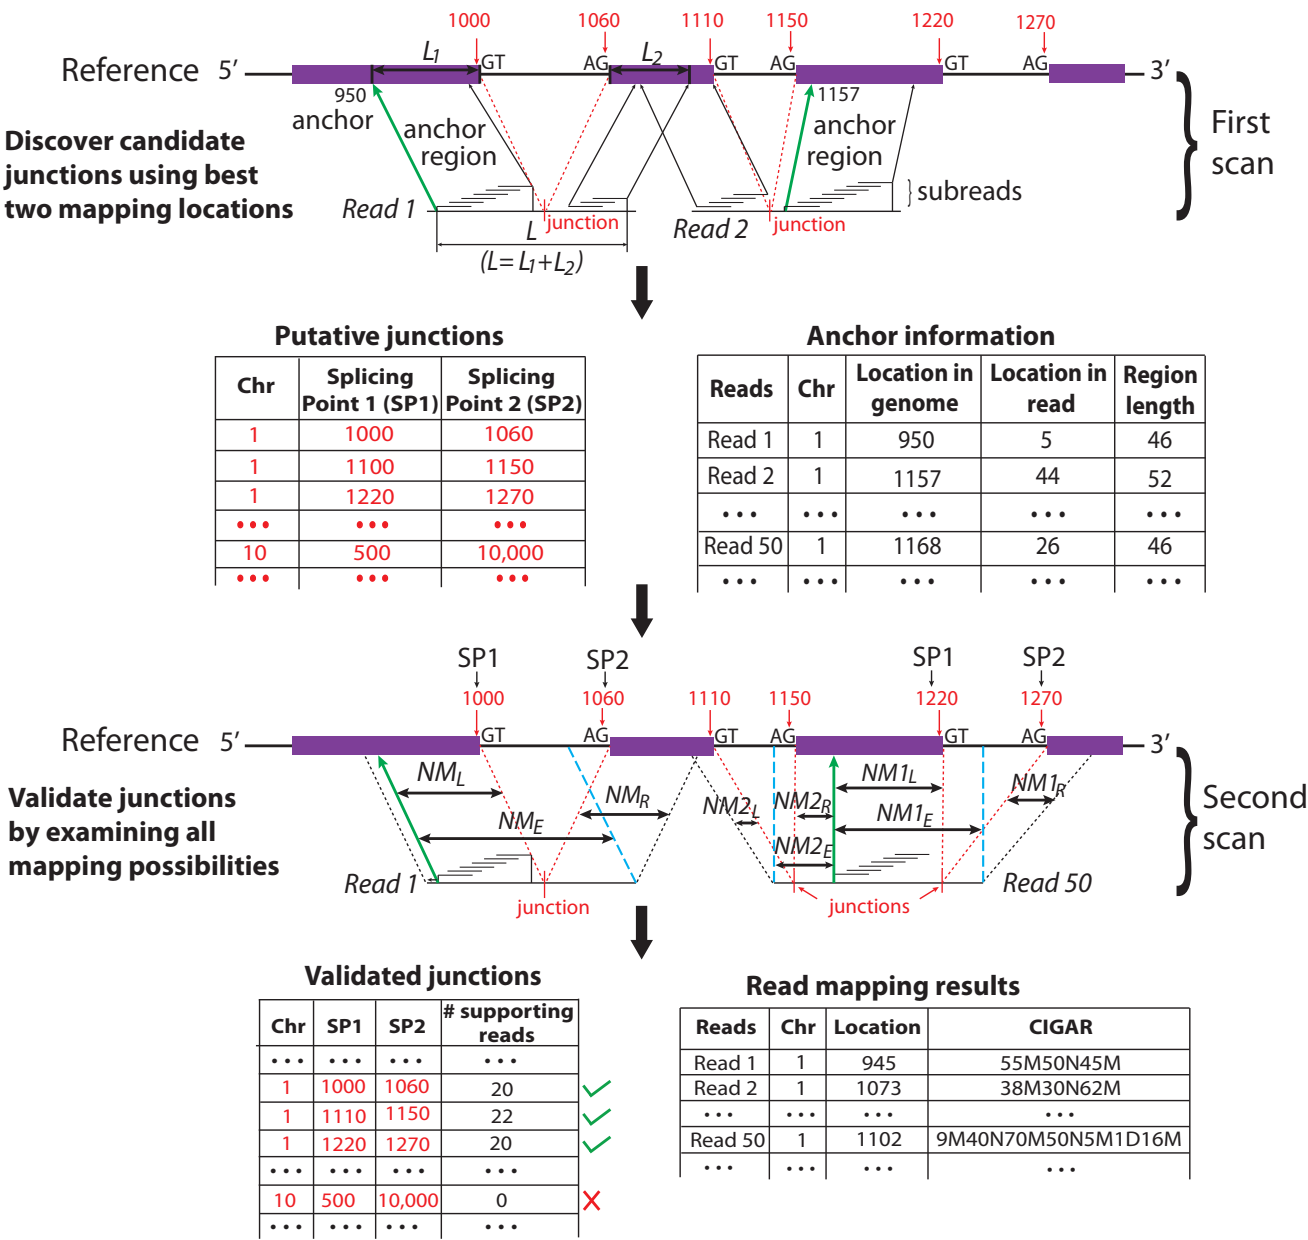 1000 1060 1110 1150 1220 1270
Reference 5′ L1 GT AG L2 GT AG GT AG 3′
950 1157
anchor anchor region anchor region
First scan
Discover candidate
junctions using best
two mapping locations
Read 1 junction Read 2 junction subreads
L
(L=L1+L2)
Putative junctions
Chr Splicing Point 1 (SP1) Splicing Point 2 (SP2)
1 1000 1060
1 1100 1150
1 1220 1270
••• ••• •••
10 500 10,000
••• ••• •••
Anchor information
Reads Chr Location in genome Location in read Region length
Read 1 1 950 5 46
Read 2 1 1157 44 52
••• ••• ••• ••• •••
Read 50 1 1168 26 46
••• ••• ••• ••• •••
SP1 SP2 SP1 SP2
1000 1060 1110 1150 1220 1270
Reference 5′ GT AG GT AG GT AG 3′
NML NMR NM2L NM2R NM1L NM1R
NME NM2E NM1E
Second scan
Validate junctions
by examining all
mapping possibilities
Read 1 junction junctions Read 50
Validated junctions
Chr SP1 SP2 # supporting reads
••• ••• ••• •••
1 1000 1060 20 ✓
1 1110 1150 22 ✓
1 1220 1270 20 ✓
••• ••• ••• •••
10 500 10,000 0 X
••• ••• ••• •••
Read mapping results
Reads Chr Location CIGAR
Read 1 1 945 55M50N45M
Read 2 1 1073 38M30N62M
••• ••• ••• •••
Read 50 1 1102 9M40N70M50N5M1D16M
••• ••• ••• •••